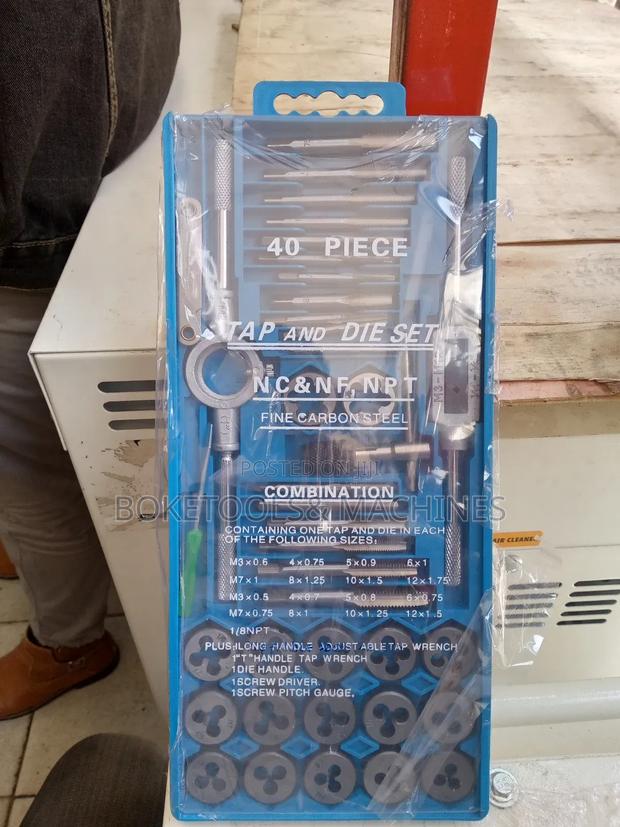 40 PIECE
TAP AND DIE SET
NC&NF, NPT
FINE CARBON STEEL
POSTED ON
BOKETOOLS& MACHINES
COMBINATION
CONTAINING ONE TAP AND DIE IN EACH
OF THE FOLLOWING SIZES:
M3×0.6 4×0.75 5×0.9 6×1
M7×1 8×1.25 10×1.5 12×1.75
M3×0.5 4×0.7 5×0.8 6×0.75
M7×0.75 8×1 10×1.25 12×1.5
1/8NPT
PLUS:LONG HANDLE ADJUSTABLE TAP WRENCH
1"T"HANDLE TAP WRENCH
1DIE HANDLE.
1SCREW DRIVER.
1SCREW PITCH GAUGE.
AIR CLEANE